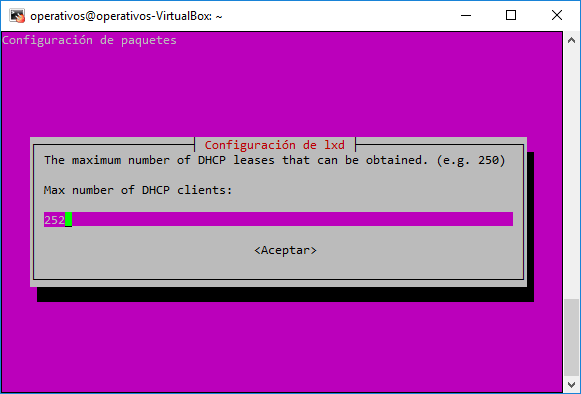 operativos@operativos-VirtualBox: ~
Configuración de paquetes
Configuración de lxd
The maximum number of DHCP leases that can be obtained. (e.g. 250)
Max number of DHCP clients:
252
<Aceptar>